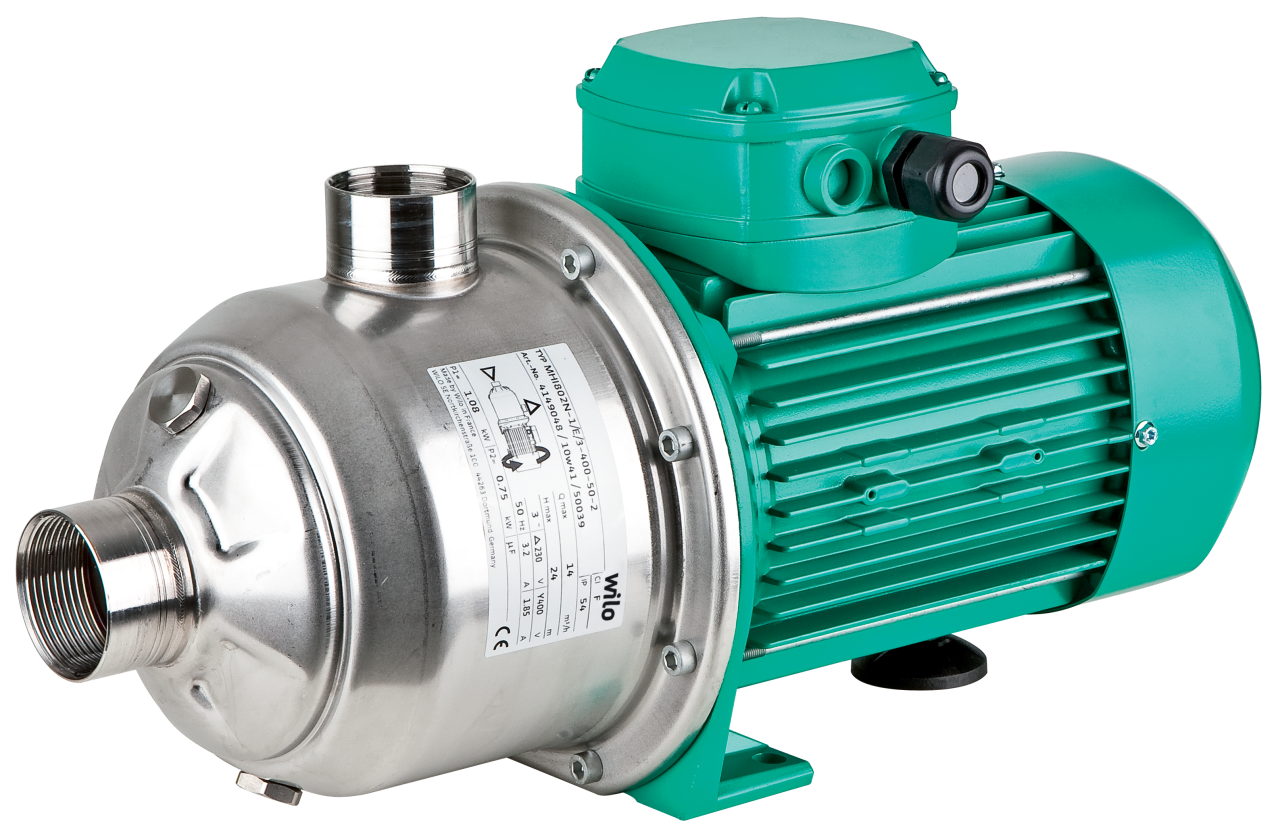 TYP MHI802N-1/E/3-400-50-2
Art.-No. 4149048 /10w41 /50039
Q max 14 m³/h
H max 24 m
3 ~ △ 230 V Y400 V
50 Hz 3.2 A 1.85 A
P1= 1.08 kW P2= 0.75 kW µF
Made by Wilo in France
WILO SE Nortkirchenstraße 100 44263 Dortmund Germany
CI F
IP 54
wilo
CE